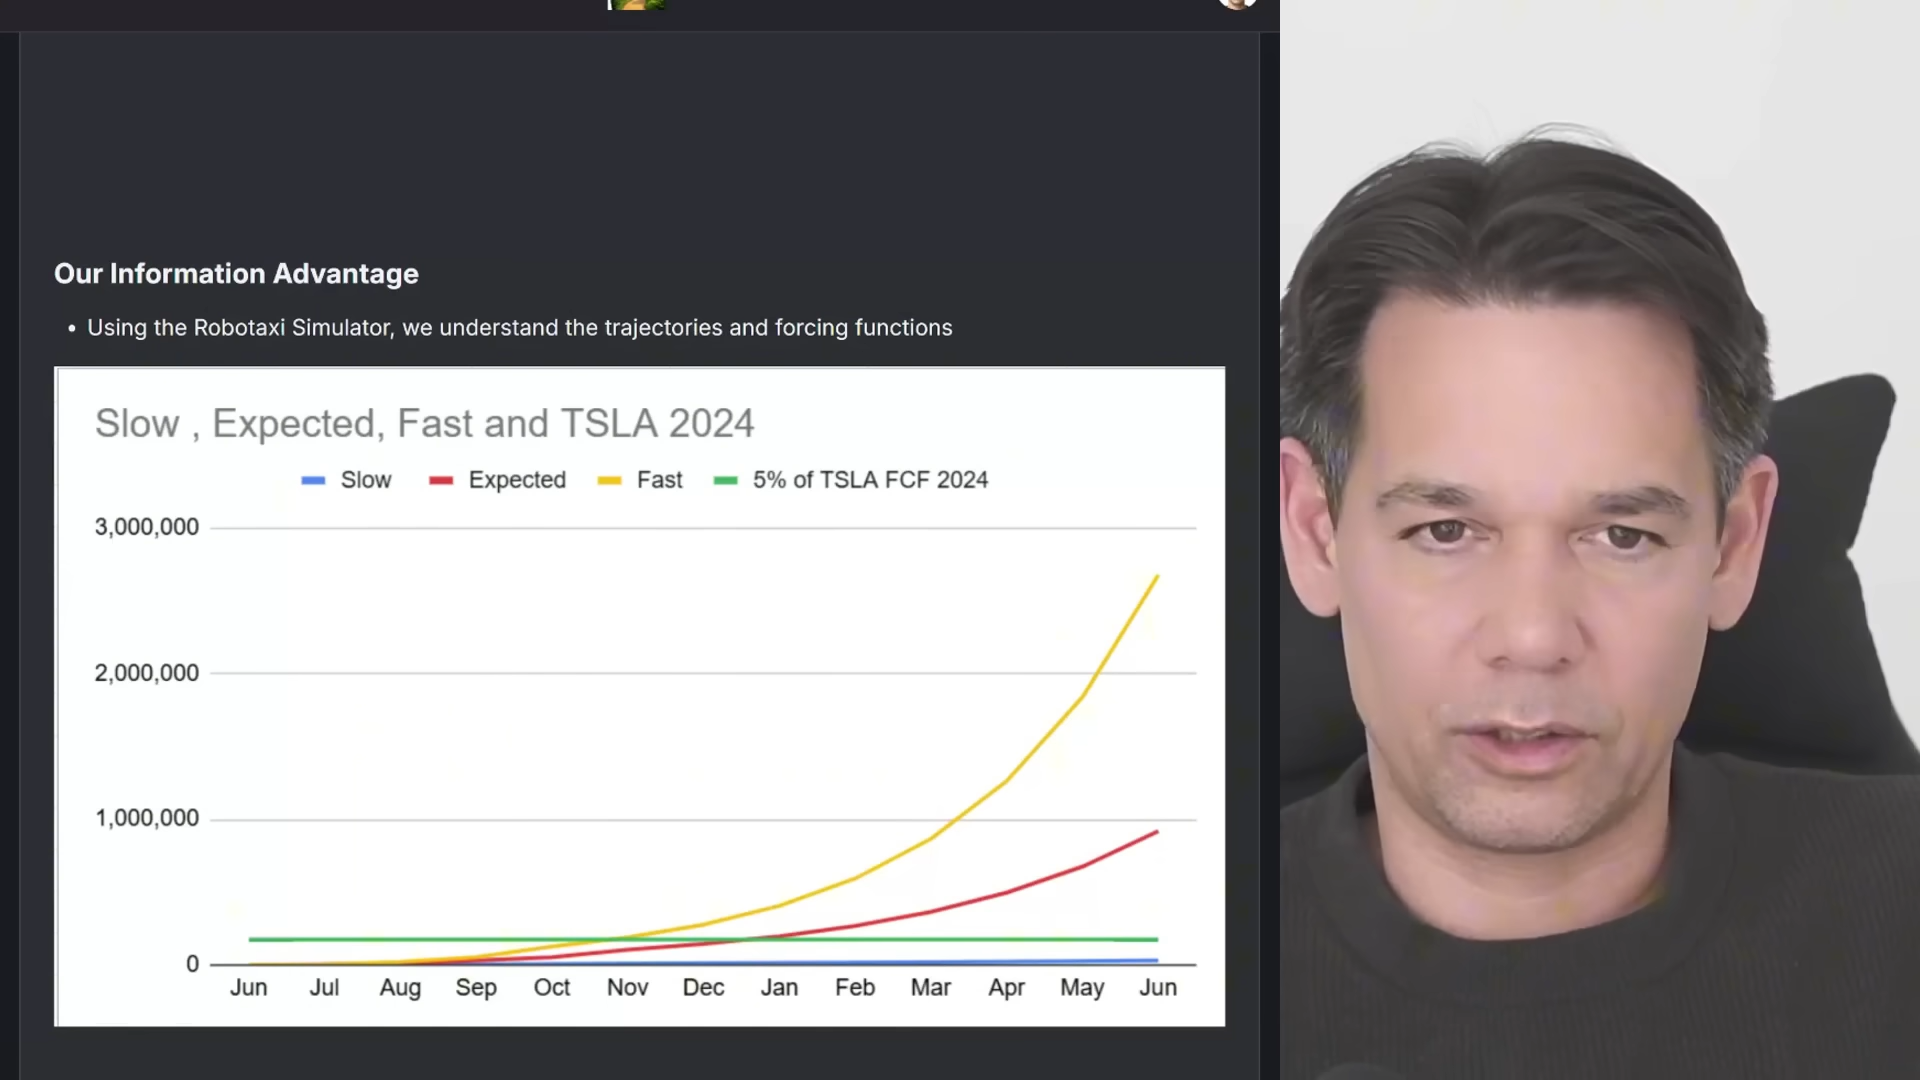 Our Information Advantage
• Using the Robotaxi Simulator, we understand the trajectories and forcing functions
Slow , Expected, Fast and TSLA 2024
Slow Expected Fast 5% of TSLA FCF 2024
3,000,000
2,000,000
1,000,000
0
Jun Jul Aug Sep Oct Nov Dec Jan Feb Mar Apr May Jun